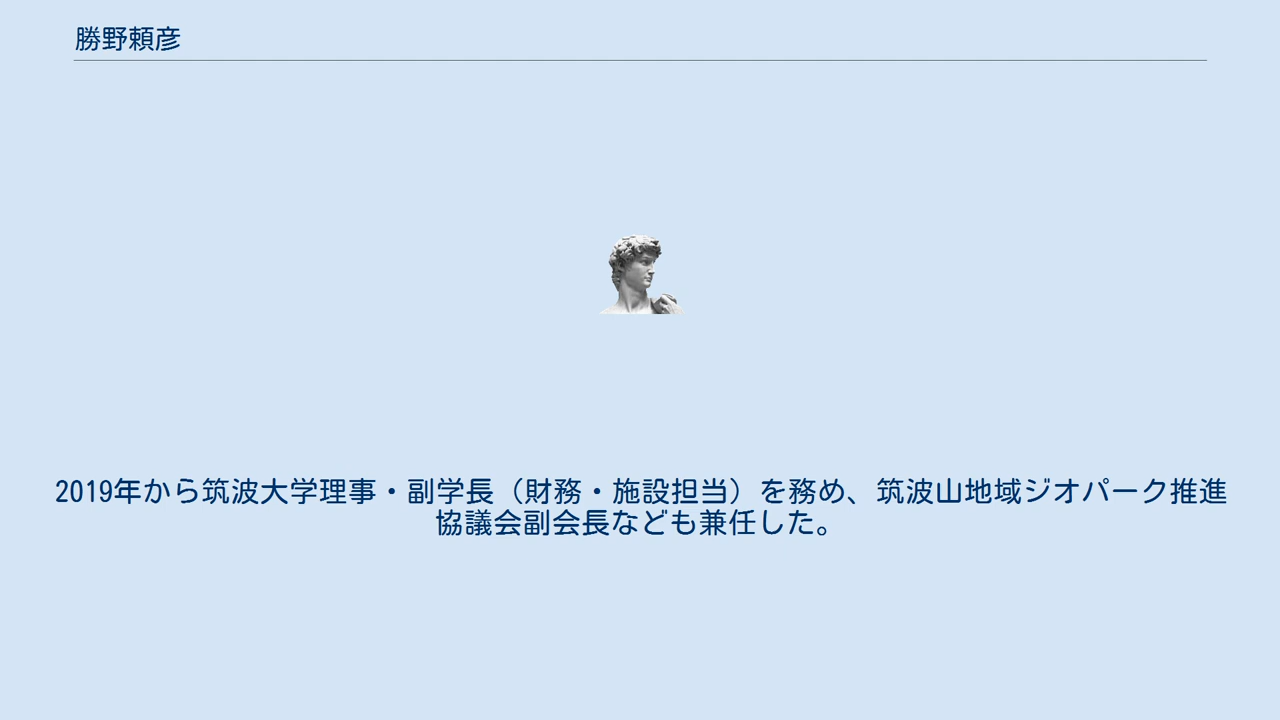 勝野頼彦
2019年から筑波大学理事・副学長（財務・施設担当）を務め、筑波山地域ジオパーク推進
協議会副会長なども兼任した。